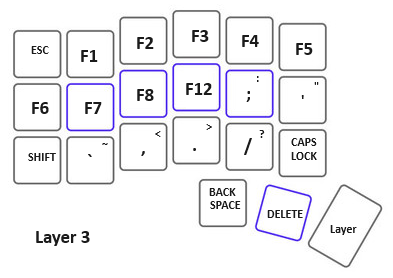 ESC F1 F2 F3 F4 F5
F6 F7 F8 F12 : ; " '
SHIFT ~ ` < , > . ? / CAPS
LOCK
BACK
SPACE
DELETE
Layer
Layer 3